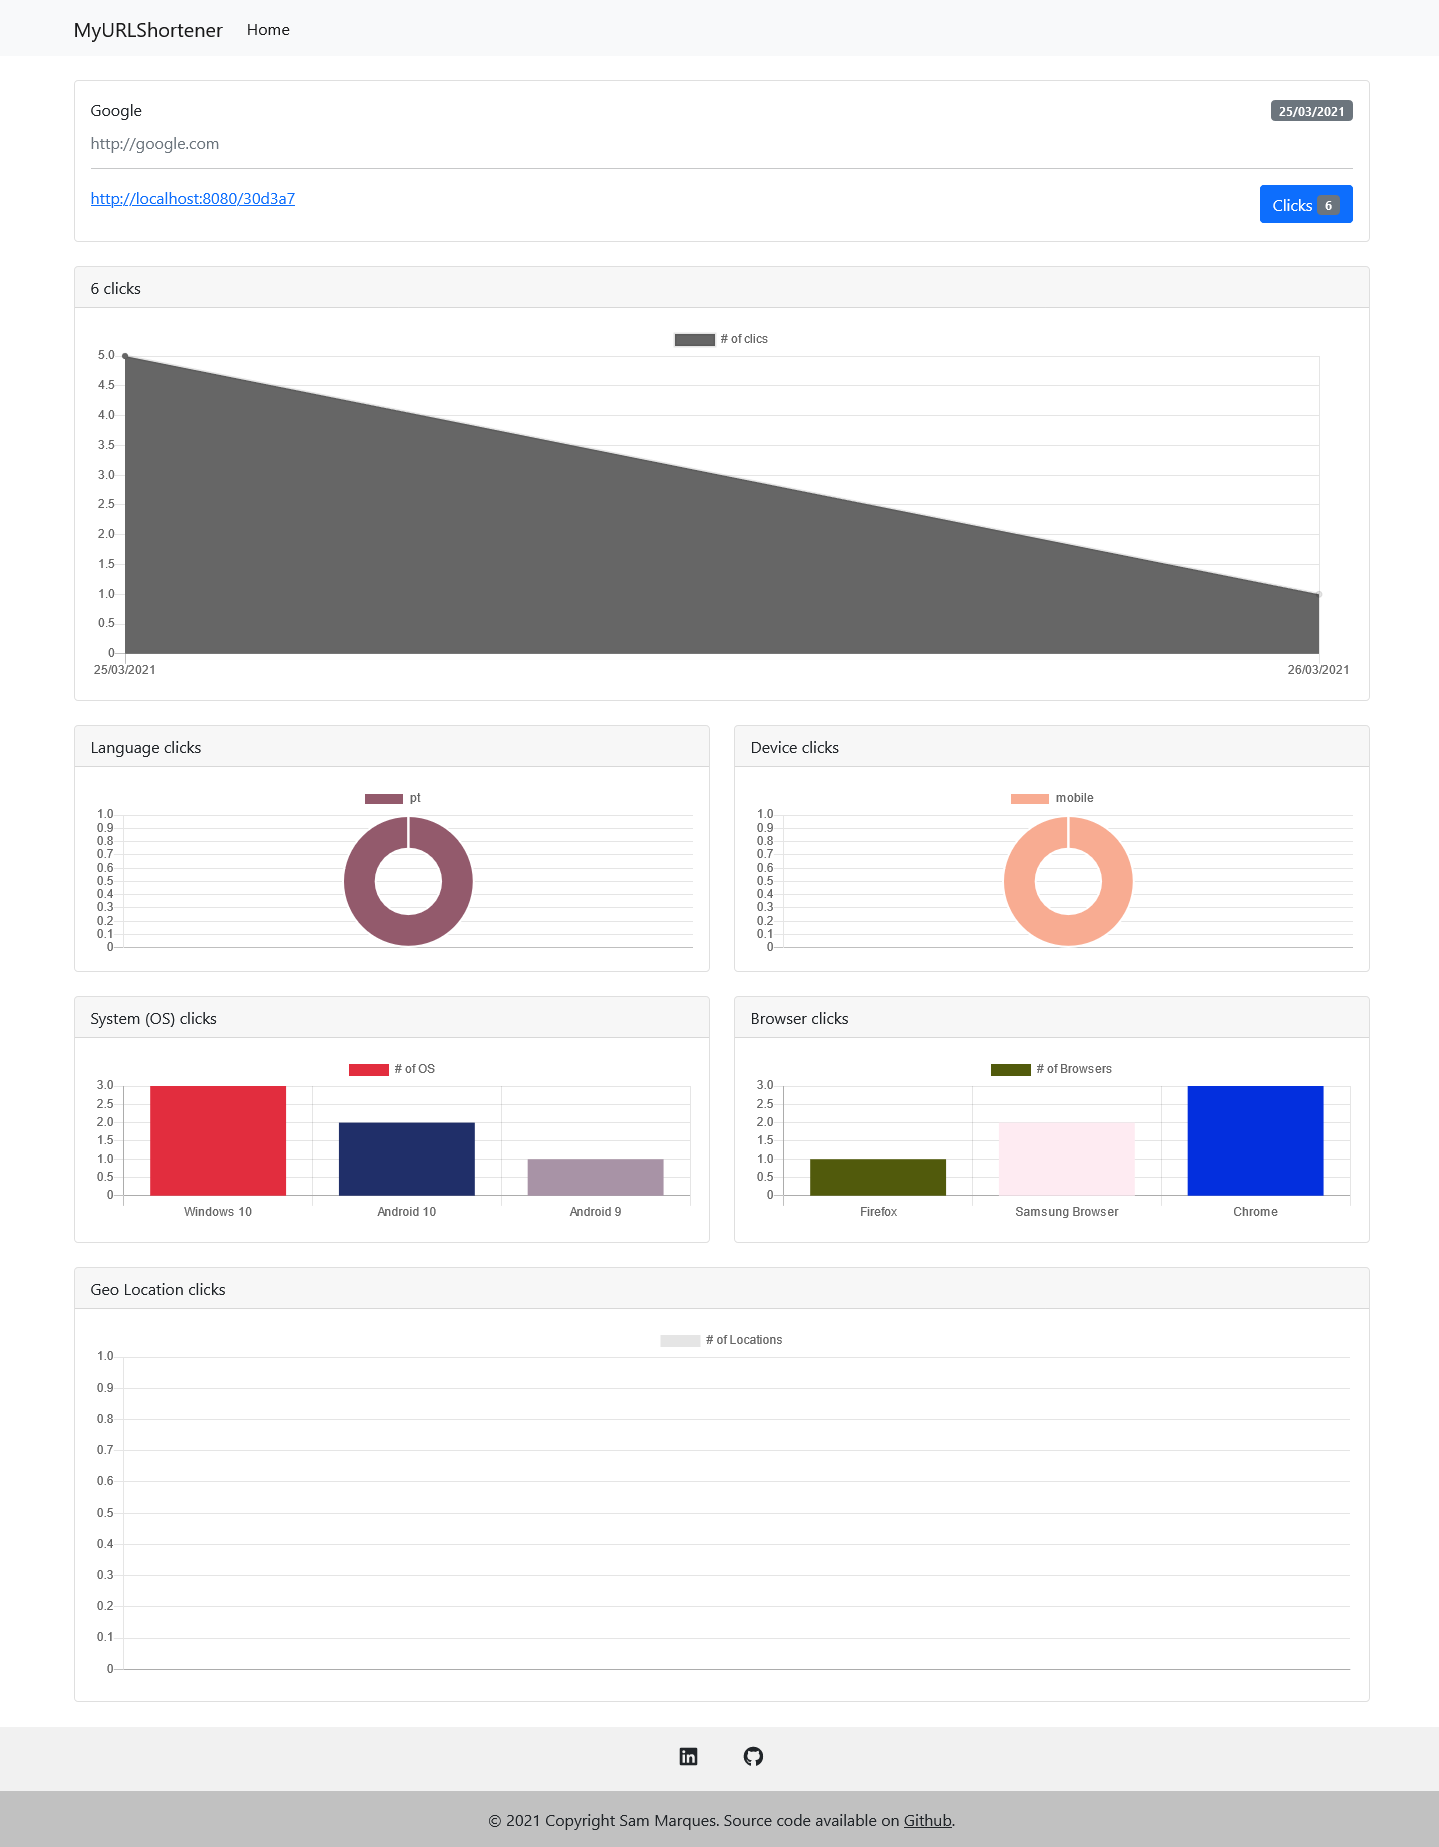 MyURLShortener Home
Google 25/03/2021
http://google.com
http://localhost:8080/30d3a7 Clicks 6
6 clicks
# of clics
5.0
4.5
4.0
3.5
3.0
2.5
2.0
1.5
1.0
0.5
0
25/03/2021 26/03/2021
Language clicks
pt
1.0
0.9
0.8
0.7
0.6
0.5
0.4
0.3
0.2
0.1
0
Device clicks
mobile
1.0
0.9
0.8
0.7
0.6
0.5
0.4
0.3
0.2
0.1
0
System (OS) clicks
# of OS
3.0
2.5
2.0
1.5
1.0
0.5
0
Windows 10 Android 10 Android 9
Browser clicks
# of Browsers
3.0
2.5
2.0
1.5
1.0
0.5
0
Firefox Samsung Browser Chrome
Geo Location clicks
# of Locations
1.0
0.9
0.8
0.7
0.6
0.5
0.4
0.3
0.2
0.1
0
in
© 2021 Copyright Sam Marques. Source code available on Github.